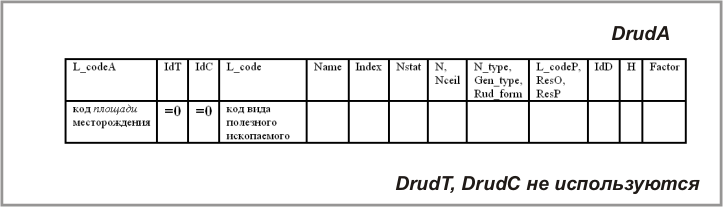 DrudA
L_codeA IdT IdC L_code Name Index Nstat N, Nceil N_type, Gen_type, Rud_form L_codeP, ResO, ResP IdD H Factor
код площади месторождения =0 =0 код вида полезного ископаемого
DrudT, DrudC не используются